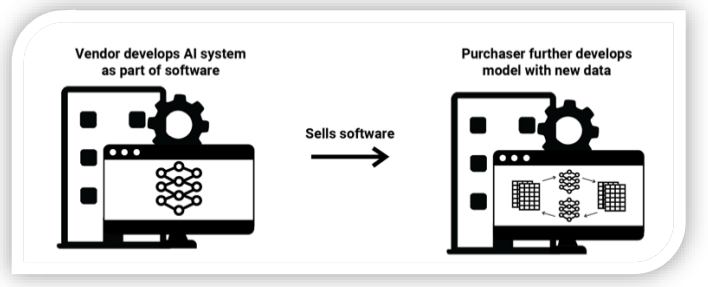 Vendor develops AI system
as part of software
Sells software
Purchaser further develops
model with new data